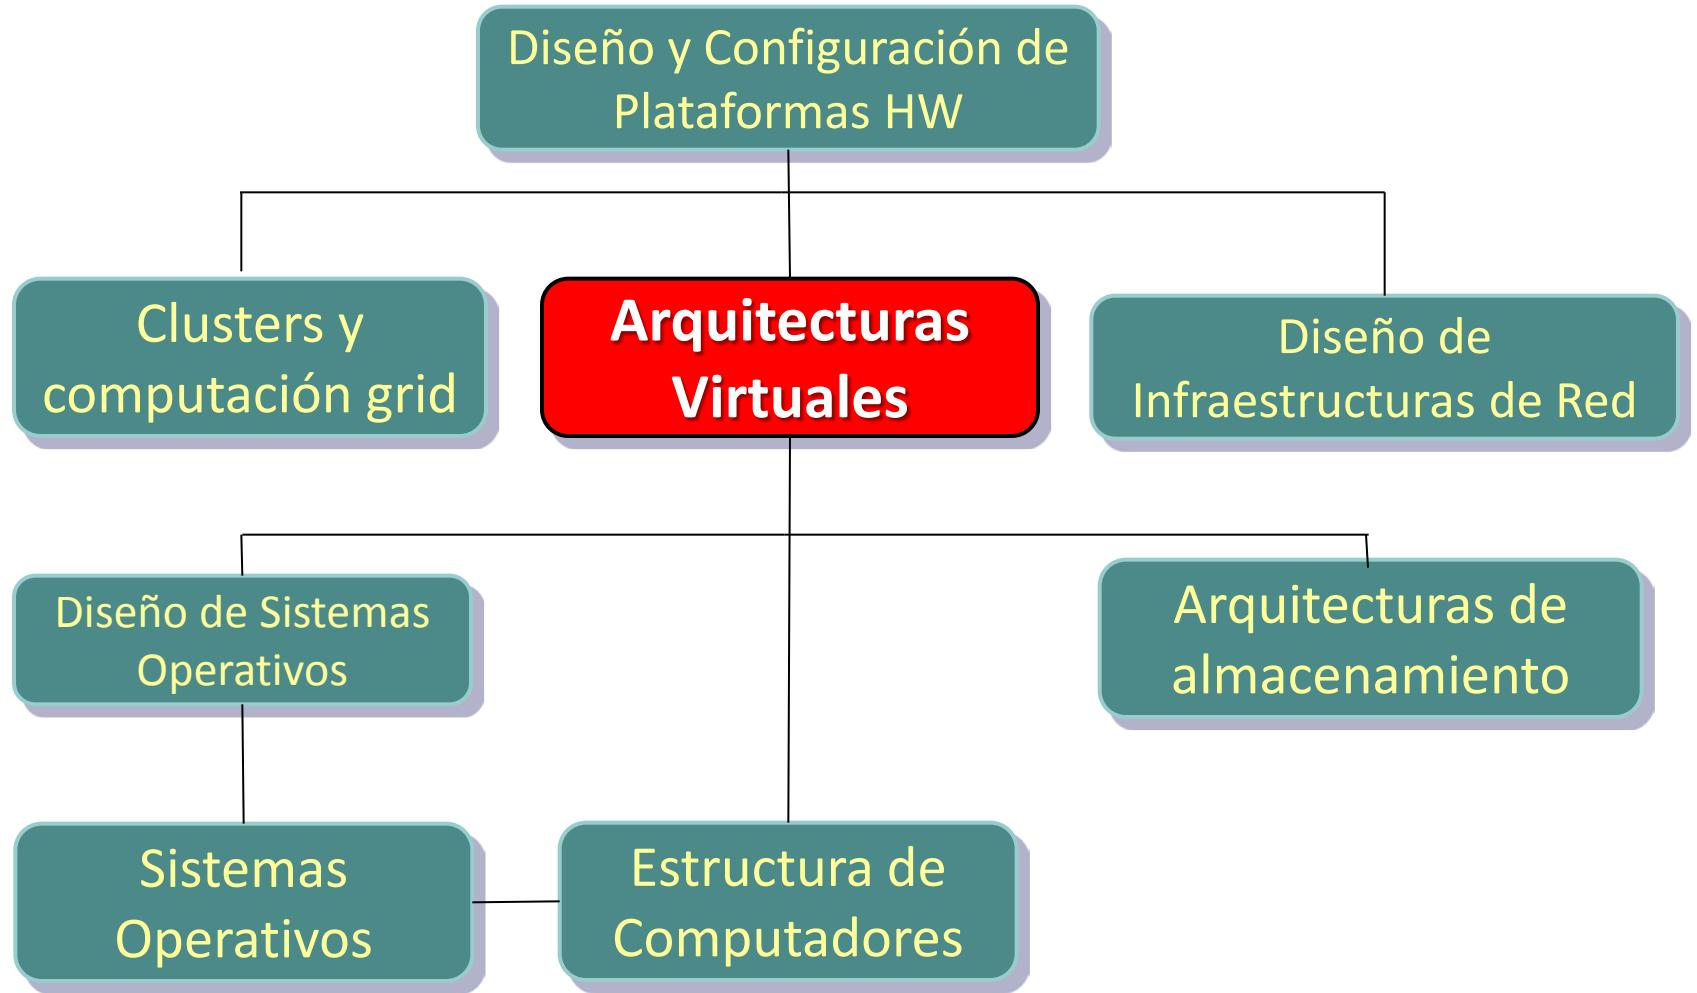 Diseño y Configuración de
Plataformas HW
Clusters y
computación grid
Arquitecturas
Virtuales
Diseño de
Infraestructuras de Red
Diseño de Sistemas
Operativos
Arquitecturas de
almacenamiento
Sistemas
Operativos
Estructura de
Computadores